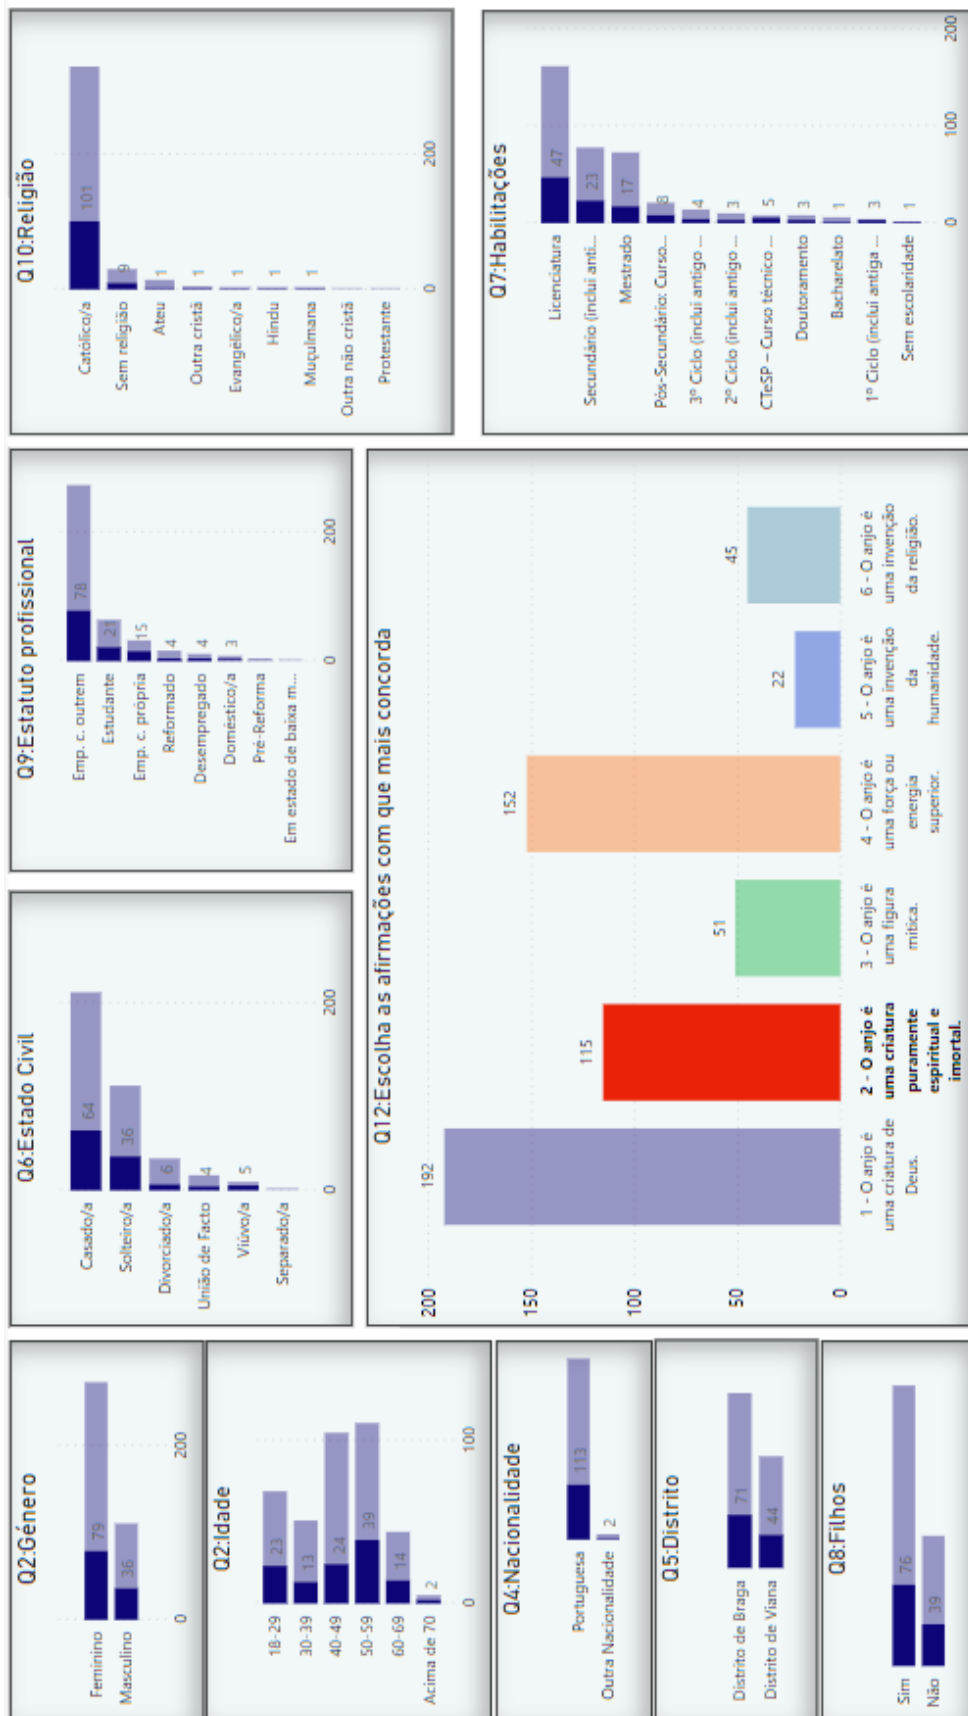 Q2:Género
Feminino 79
Masculino 36
0 200
Q2:Idade
18-29 23
30-39 13
40-49 24
50-59 39
60-69 14
Acima de 70 2
0 100
Q4:Nacionalidade
Portuguesa 113
Outra Nacionalidade 2
Q5:Distrito
Distrito de Braga 71
Distrito de Viana 44
Q8:Filhos
Sim 76
Não 39
Q6:Estado Civil
Casado/a 64
Solteiro/a 36
Divorciado/a 6
União de Facto 4
Viúvo/a 5
Separado/a
0 200
Q9:Estatuto profissional
Emp. c. outrem 78
Estudante 21
Emp. c. própria 15
Reformado 4
Desempregado 4
Doméstico/a 3
Pré-Reforma
Em estado de baixa m...
0 200
Q10:Religião
Católico/a 101
Sem religião 9
Ateu 1
Outra cristã 1
Evangélico/a 1
Hindu 1
Muçulmana 1
Outra não cristã
Protestante
0 200
Q12:Escolha as afirmações com que mais concorda
200
150
100
50
0
192
115
51
152
22
45
1 - O anjo é
uma criatura de
Deus.
2 - O anjo é
uma criatura
puramente
espiritual e
imortal.
3 - O anjo é
uma figura
mítica.
4 - O anjo é
uma força ou
energia
superior.
5 - O anjo é
uma invenção
da
humanidade.
6 - O anjo é
uma invenção
da religião.
Q7:Habilitações
Licenciatura 47
Secundário (inclui anti... 23
Mestrado 17
Pós-Secundário: Curso... 8
3º Ciclo (inclui antigo ... 4
2º Ciclo (inclui antigo ... 3
CTeSP – Curso técnico ... 5
Doutoramento 3
Bacharelato 1
1º Ciclo (inclui antiga ... 3
Sem escolaridade 1
0 100 200